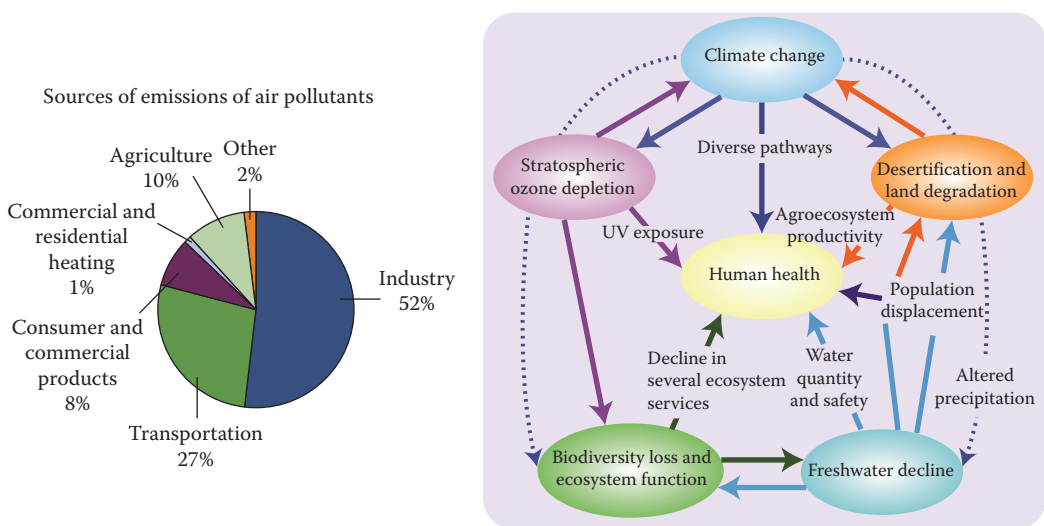 Sources of emissions of air pollutants
Agriculture
10%
Other
2%
Commercial and
residential
heating
1%
Industry
52%
Consumer and
commercial
products
8%
Transportation
27%
Climate change
Stratospheric
ozone depletion
Diverse pathways
Desertification and
land degradation
UV exposure
Agroecosystem
productivity
Human health
Population
displacement
Decline in
several ecosystem
services
Water
quantity
and safety
Altered
precipitation
Biodiversity loss and
ecosystem function
Freshwater decline